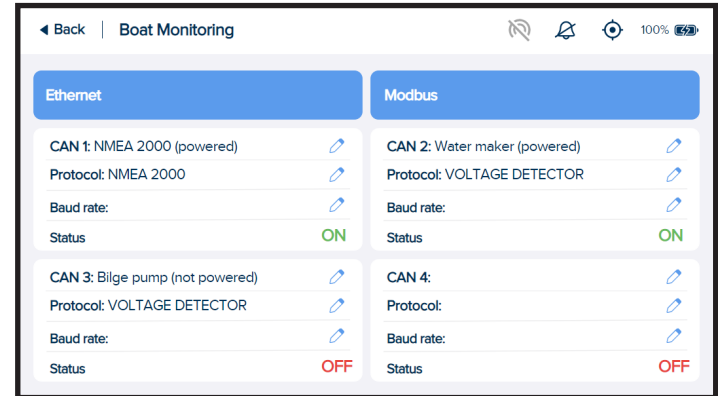 Back | Boat Monitoring 100%
Ethernet
Modbus
CAN 1: NMEA 2000 (powered)
Protocol: NMEA 2000
Baud rate:
Status ON
CAN 2: Water maker (powered)
Protocol: VOLTAGE DETECTOR
Baud rate:
Status ON
CAN 3: Bilge pump (not powered)
Protocol: VOLTAGE DETECTOR
Baud rate:
Status OFF
CAN 4:
Protocol:
Baud rate:
Status OFF